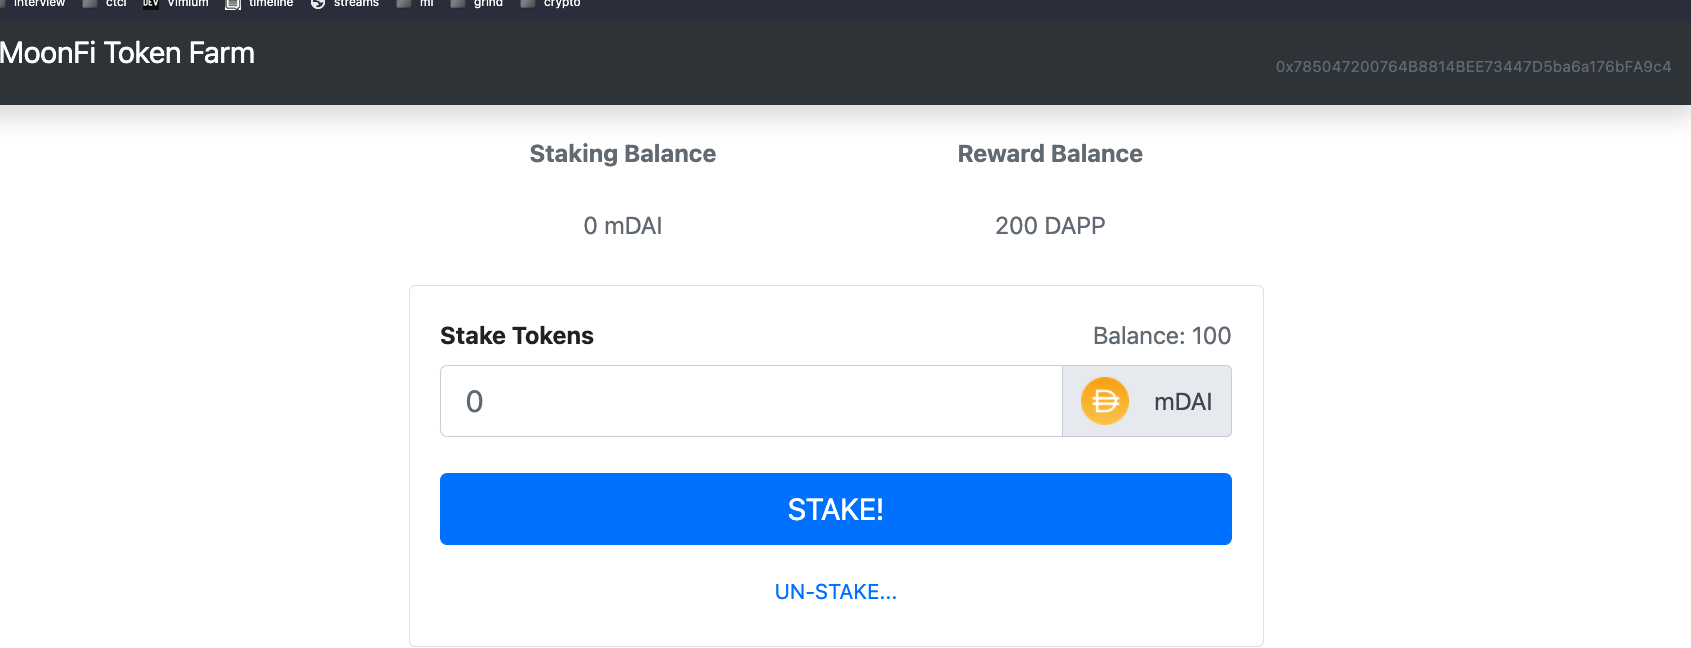 interview ctci DEV Vimium timeline streams ml grind crypto
MoonFi Token Farm
0x785047200764B8814BEE73447D5ba6a176bFA9c4
Staking Balance Reward Balance
0 mDAI 200 DAPP
Stake Tokens Balance: 100
0 mDAI
STAKE!
UN-STAKE...